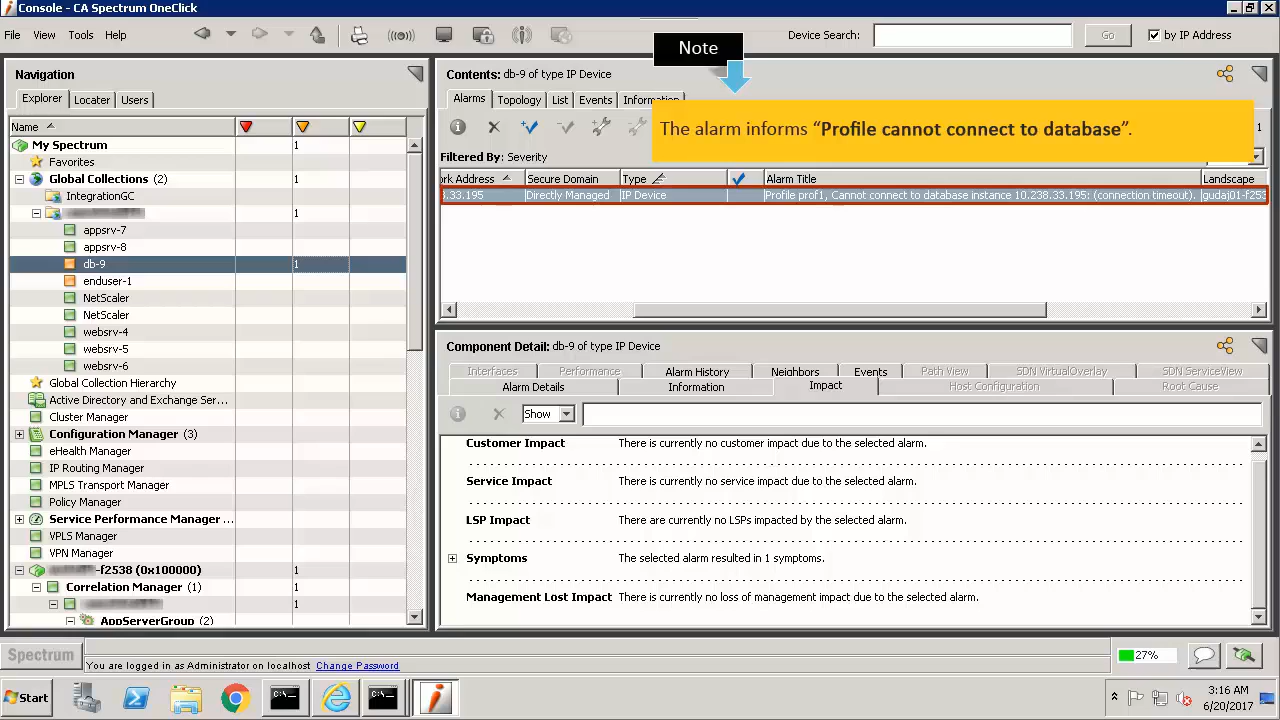 Console - CA Spectrum OneClick
File View Tools Help
Device Search:
Go
by IP Address
Note
Navigation
Explorer Locater Users
Name
My Spectrum 1
Favorites
Global Collections (2) 1
IntegrationGC
1
appsrv-7
appsrv-8
db-9 1
enduser-1
NetScaler
NetScaler
websrv-4
websrv-5
websrv-6
Global Collection Hierarchy
Active Directory and Exchange Ser...
Cluster Manager
Configuration Manager (3)
eHealth Manager
IP Routing Manager
MPLS Transport Manager
Policy Manager
Service Performance Manager ...
VPLS Manager
VPN Manager
-f2538 (0x100000) 1
Correlation Manager (1) 1
1
AppServerGroup (2)
Contents: db-9 of type IP Device
Alarms Topology List Events Information
The alarm informs “Profile cannot connect to database”.
Filtered By: Severity
1
rk Address Secure Domain Type Alarm Title Landscape
.33.195 Directly Managed IP Device Profile prof1, Cannot connect to database instance 10.238.33.195: (connection timeout). gudaj01-f253
Component Detail: db-9 of type IP Device
Interfaces Performance Alarm History Neighbors Events Path View SDN VirtualOverlay SDN ServiceView
Alarm Details Information Impact Host Configuration Root Cause
Show
Customer Impact There is currently no customer impact due to the selected alarm.
Service Impact There is currently no service impact due to the selected alarm.
LSP Impact There are currently no LSPs impacted by the selected alarm.
Symptoms The selected alarm resulted in 1 symptoms.
Management Lost Impact There is currently no loss of management impact due to the selected alarm.
Spectrum
You are logged in as Administrator on localhost Change Password
27%
Start
C:\
C:\
3:16 AM
6/20/2017